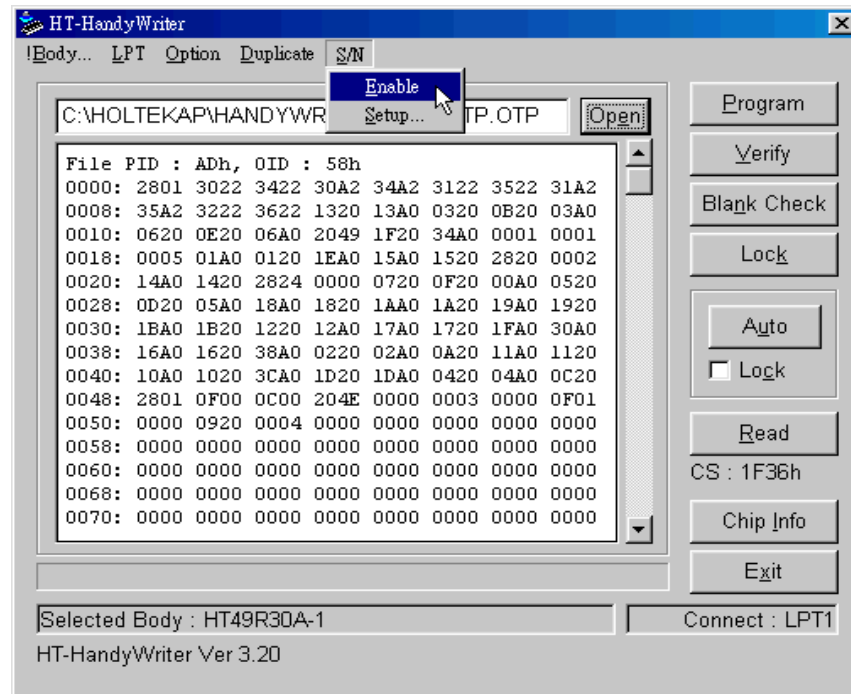 HT-HandyWriter
!Body... LPT Option Duplicate S/N
Enable
Setup...
C:\HOLTEKAP\HANDYWR TP.OTP Open
File PID : ADh, OID : 58h
0000: 2801 3022 3422 30A2 34A2 3122 3522 31A2
0008: 35A2 3222 3622 1320 13A0 0320 0B20 03A0
0010: 0620 0E20 06A0 2049 1F20 34A0 0001 0001
0018: 0005 01A0 0120 1EA0 15A0 1520 2820 0002
0020: 14A0 1420 2824 0000 0720 0F20 00A0 0520
0028: 0D20 05A0 18A0 1820 1AA0 1A20 19A0 1920
0030: 1BA0 1B20 1220 12A0 17A0 1720 1FA0 30A0
0038: 16A0 1620 38A0 0220 02A0 0A20 11A0 1120
0040: 10A0 1020 3CA0 1D20 1DA0 0420 04A0 0C20
0048: 2801 0F00 0C00 204E 0000 0003 0000 0F01
0050: 0000 0920 0004 0000 0000 0000 0000 0000
0058: 0000 0000 0000 0000 0000 0000 0000 0000
0060: 0000 0000 0000 0000 0000 0000 0000 0000
0068: 0000 0000 0000 0000 0000 0000 0000 0000
0070: 0000 0000 0000 0000 0000 0000 0000 0000
Program
Verify
Blank Check
Lock
Auto
Lock
Read
CS : 1F36h
Chip Info
Exit
Selected Body : HT49R30A-1 Connect : LPT1
HT-HandyWriter Ver 3.20